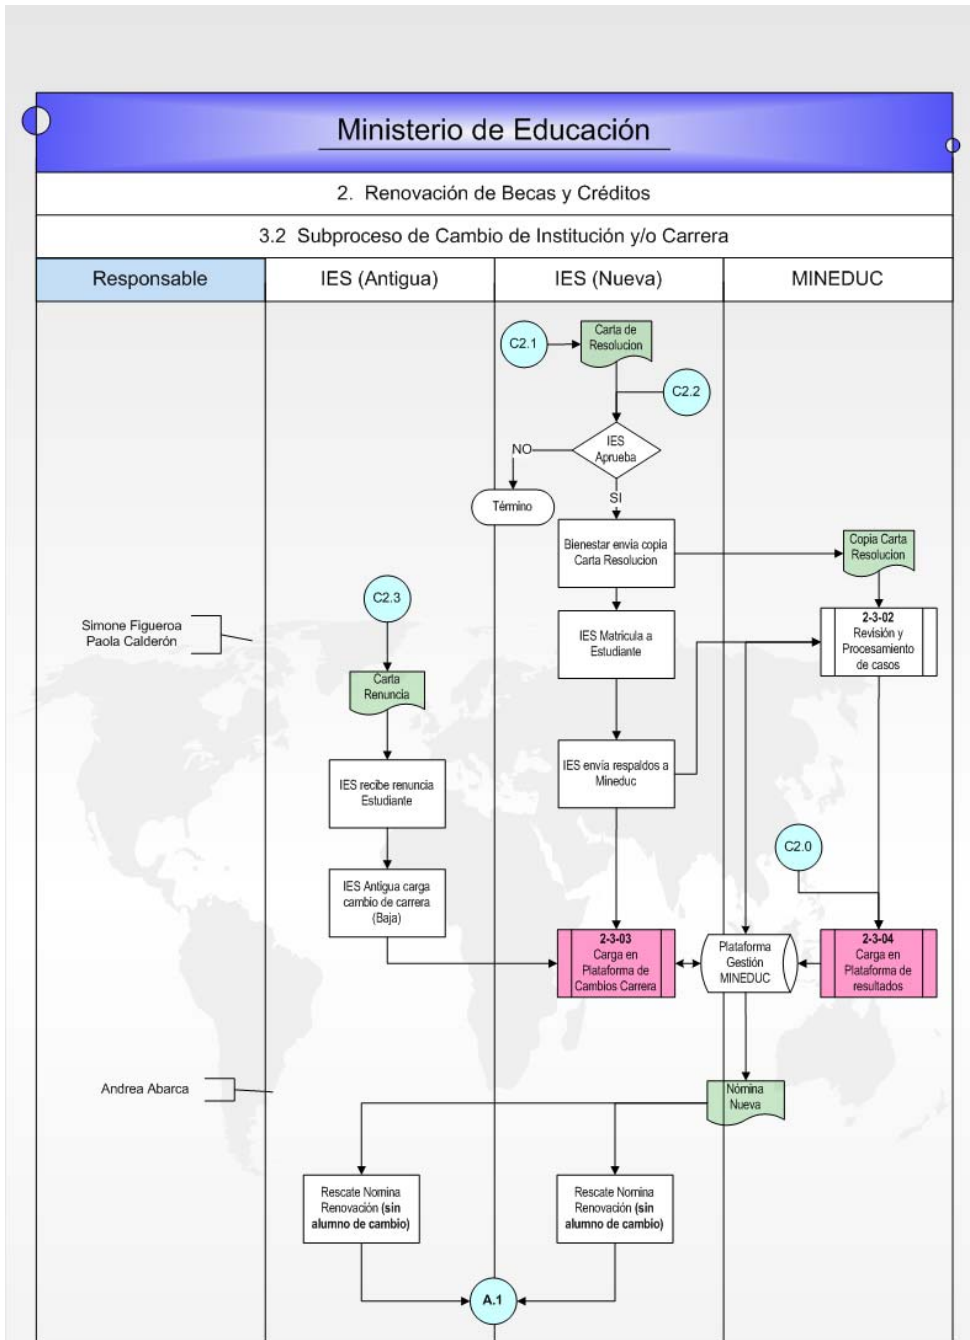 Ministerio de Educación
2. Renovación de Becas y Créditos
3.2 Subproceso de Cambio de Institución y/o Carrera
Responsable
IES (Antigua)
IES (Nueva)
MINEDUC
C2.1
Carta de
Resolucion
C2.2
IES
Aprueba
NO
SI
Término
Bienestar envia copia
Carta Resolucion
Copia Carta
Resolucion
C2.3
Simone Figueroa
Paola Calderón
IES Matricula a
Estudiante
2-3-02
Revisión y
Procesamiento
de casos
Carta
Renuncia
IES envía respaldos a
Mineduc
IES recibe renuncia
Estudiante
C2.0
IES Antigua carga
cambio de carrera
(Baja)
2-3-03
Carga en
Plataforma de
Cambios Carrera
Plataforma
Gestión
MINEDUC
2-3-04
Carga en
Plataforma de
resultados
Andrea Abarca
Nómina
Nueva
Rescate Nomina
Renovación (sin
alumno de cambio)
Rescate Nomina
Renovación (sin
alumno de cambio)
A.1